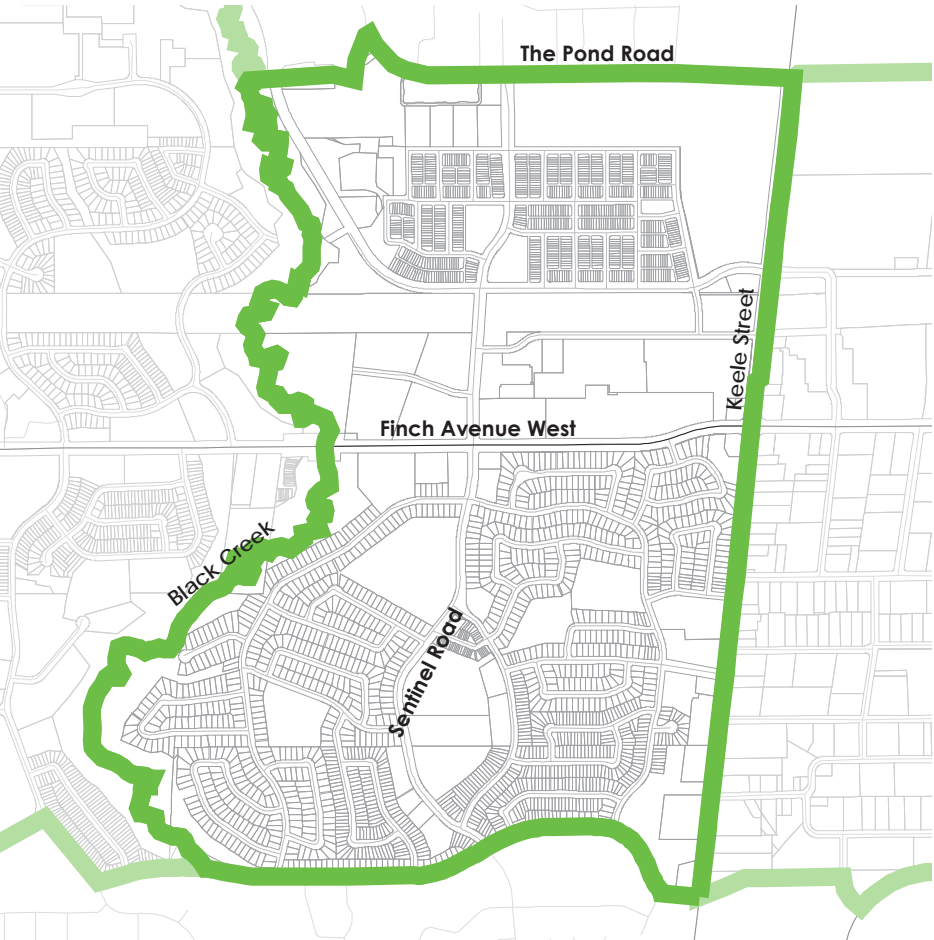 The Pond Road
Keele Street
Finch Avenue West
Black Creek
Sentinel Road